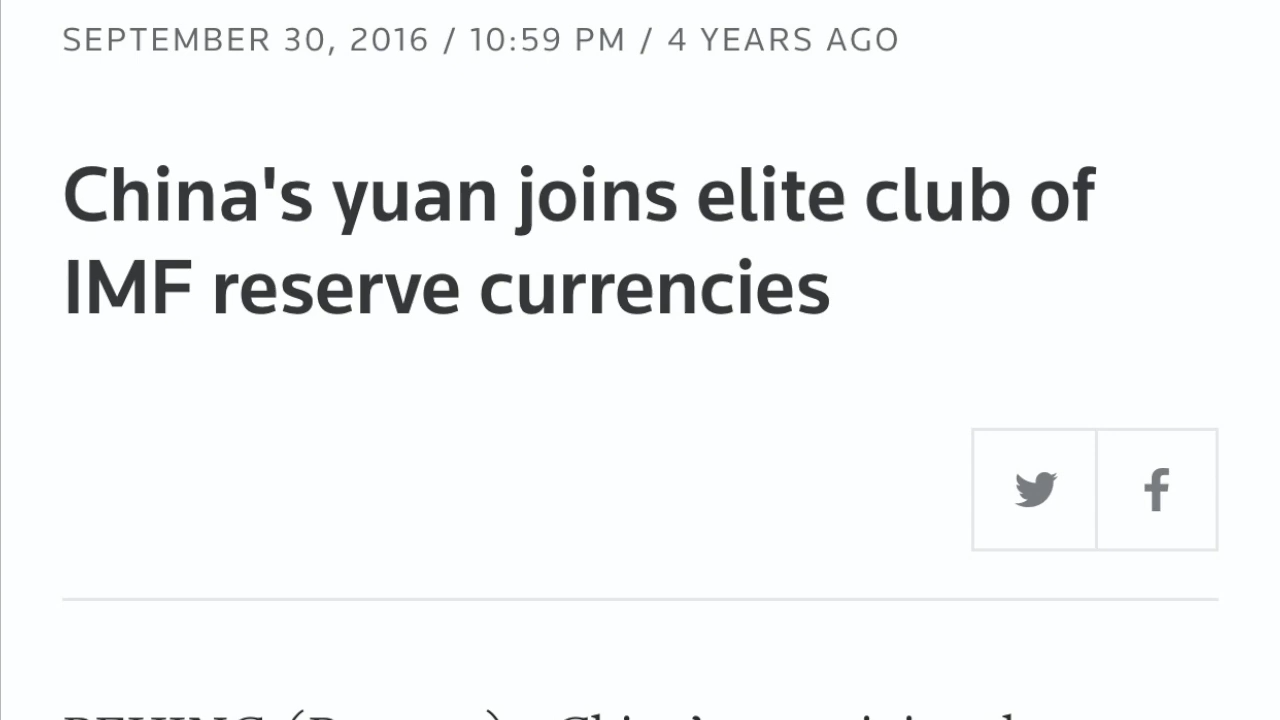 SEPTEMBER 30, 2016 / 10:59 PM / 4 YEARS AGO
China's yuan joins elite club of
IMF reserve currencies